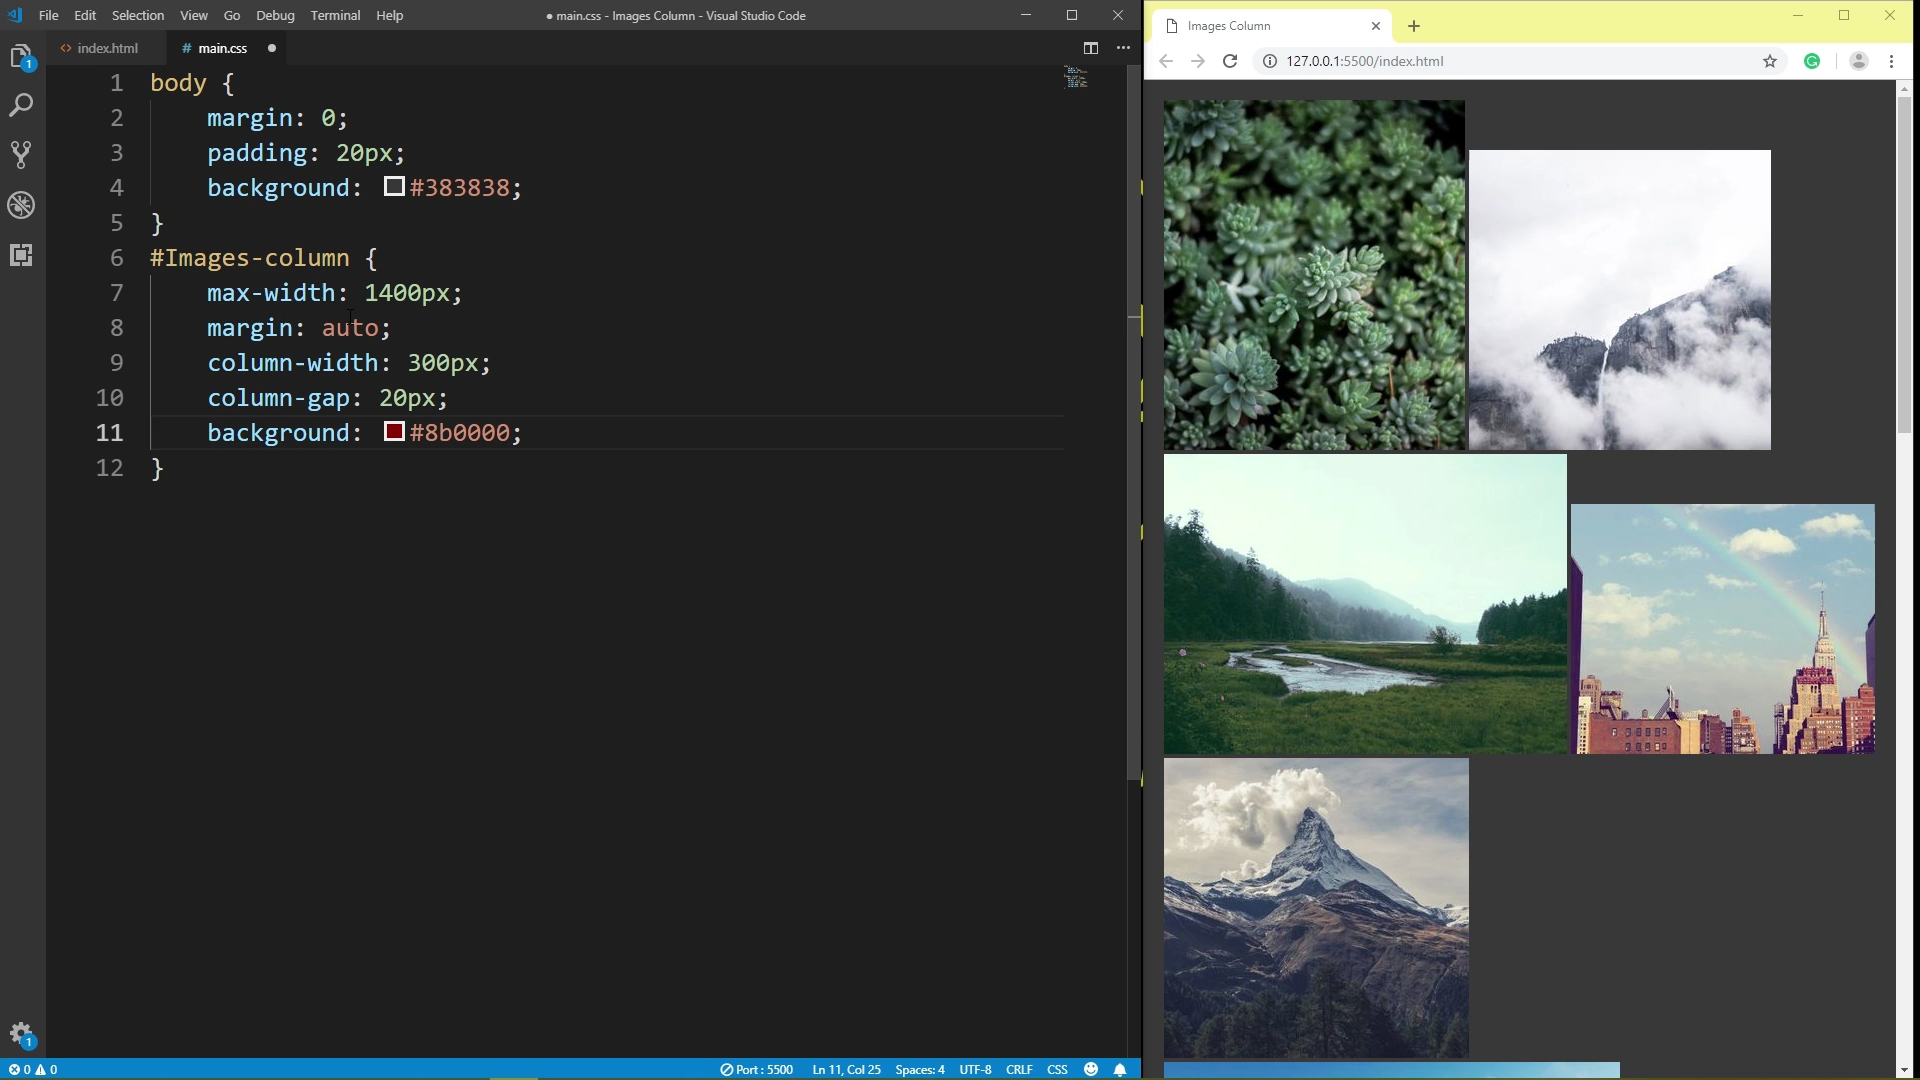 File Edit Selection View Go Debug Terminal Help
● main.css - Images Column - Visual Studio Code
<> index.html
# main.css ●
1 body {
2 margin: 0;
3 padding: 20px;
4 background: #383838;
5 }
6 #Images-column {
7 max-width: 1400px;
8 margin: auto;
9 column-width: 300px;
10 column-gap: 20px;
11 background: #8b0000;
12 }
1
1
0 0
Port : 5500 Ln 11, Col 25 Spaces: 4 UTF-8 CRLF CSS
Images Column
127.0.0.1:5500/index.html